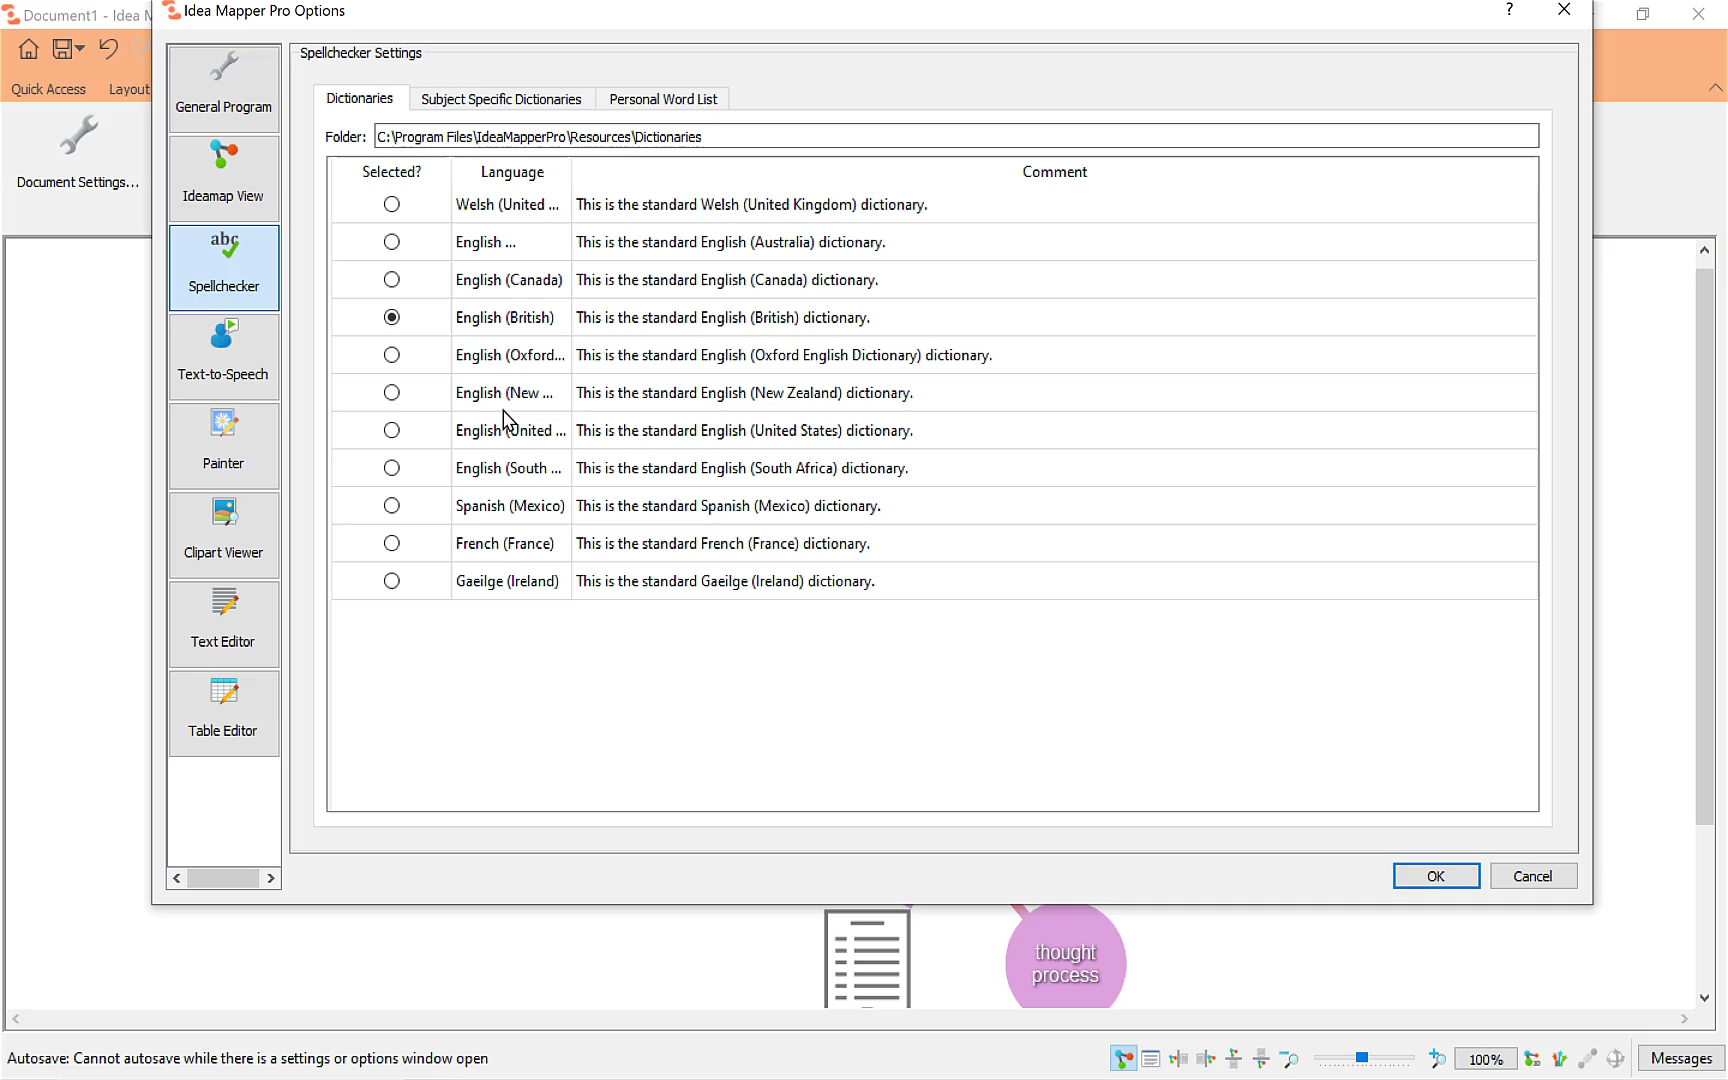 Document1 - Idea M
Idea Mapper Pro Options
?
Quick Access
Layout
Document Settings...
General Program
Ideamap View
abc
Spellchecker
Text-to-Speech
Painter
Clipart Viewer
Text Editor
Table Editor
Spellchecker Settings
Dictionaries
Subject Specific Dictionaries
Personal Word List
Folder: C:\Program Files\IdeaMapperPro\Resources\Dictionaries
Selected? Language Comment
Welsh (United ... This is the standard Welsh (United Kingdom) dictionary.
English ... This is the standard English (Australia) dictionary.
English (Canada) This is the standard English (Canada) dictionary.
English (British) This is the standard English (British) dictionary.
English (Oxford... This is the standard English (Oxford English Dictionary) dictionary.
English (New ... This is the standard English (New Zealand) dictionary.
English (United ... This is the standard English (United States) dictionary.
English (South ... This is the standard English (South Africa) dictionary.
Spanish (Mexico) This is the standard Spanish (Mexico) dictionary.
French (France) This is the standard French (France) dictionary.
Gaeilge (Ireland) This is the standard Gaeilge (Ireland) dictionary.
OK
Cancel
thought
process
Autosave: Cannot autosave while there is a settings or options window open
100%
Messages